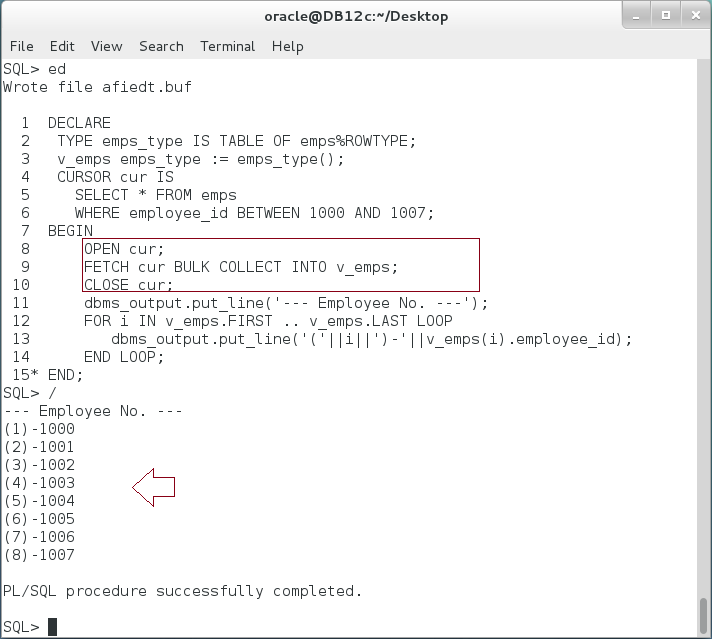 oracle@DB12c:~/Desktop
File Edit View Search Terminal Help
SQL> ed
Wrote file afiedt.buf
1 DECLARE
2 TYPE emps_type IS TABLE OF emps%ROWTYPE;
3 v_emps emps_type := emps_type();
4 CURSOR cur IS
5 SELECT * FROM emps
6 WHERE employee_id BETWEEN 1000 AND 1007;
7 BEGIN
8 OPEN cur;
9 FETCH cur BULK COLLECT INTO v_emps;
10 CLOSE cur;
11 dbms_output.put_line('--- Employee No. ---');
12 FOR i IN v_emps.FIRST .. v_emps.LAST LOOP
13 dbms_output.put_line('('||i||')-'||v_emps(i).employee_id);
14 END LOOP;
15* END;
SQL> /
--- Employee No. ---
(1)-1000
(2)-1001
(3)-1002
(4)-1003
(5)-1004
(6)-1005
(7)-1006
(8)-1007
PL/SQL procedure successfully completed.
SQL>